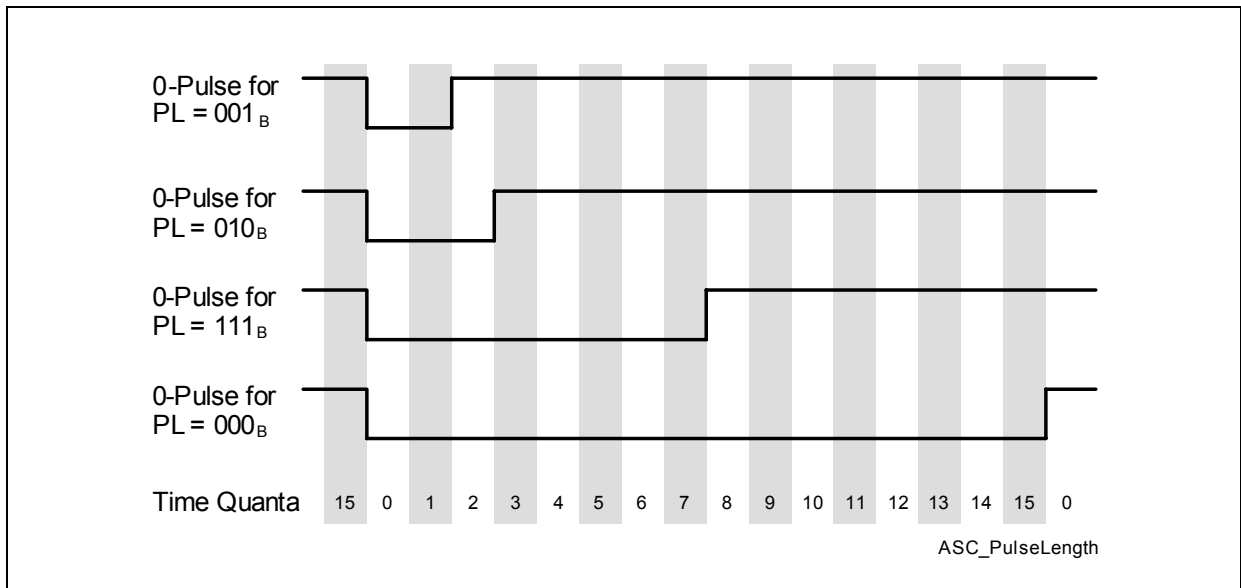 0-Pulse for
PL = 001B
0-Pulse for
PL = 010B
0-Pulse for
PL = 111B
0-Pulse for
PL = 000B
Time Quanta 15 0 1 2 3 4 5 6 7 8 9 10 11 12 13 14 15 0
ASC_PulseLength